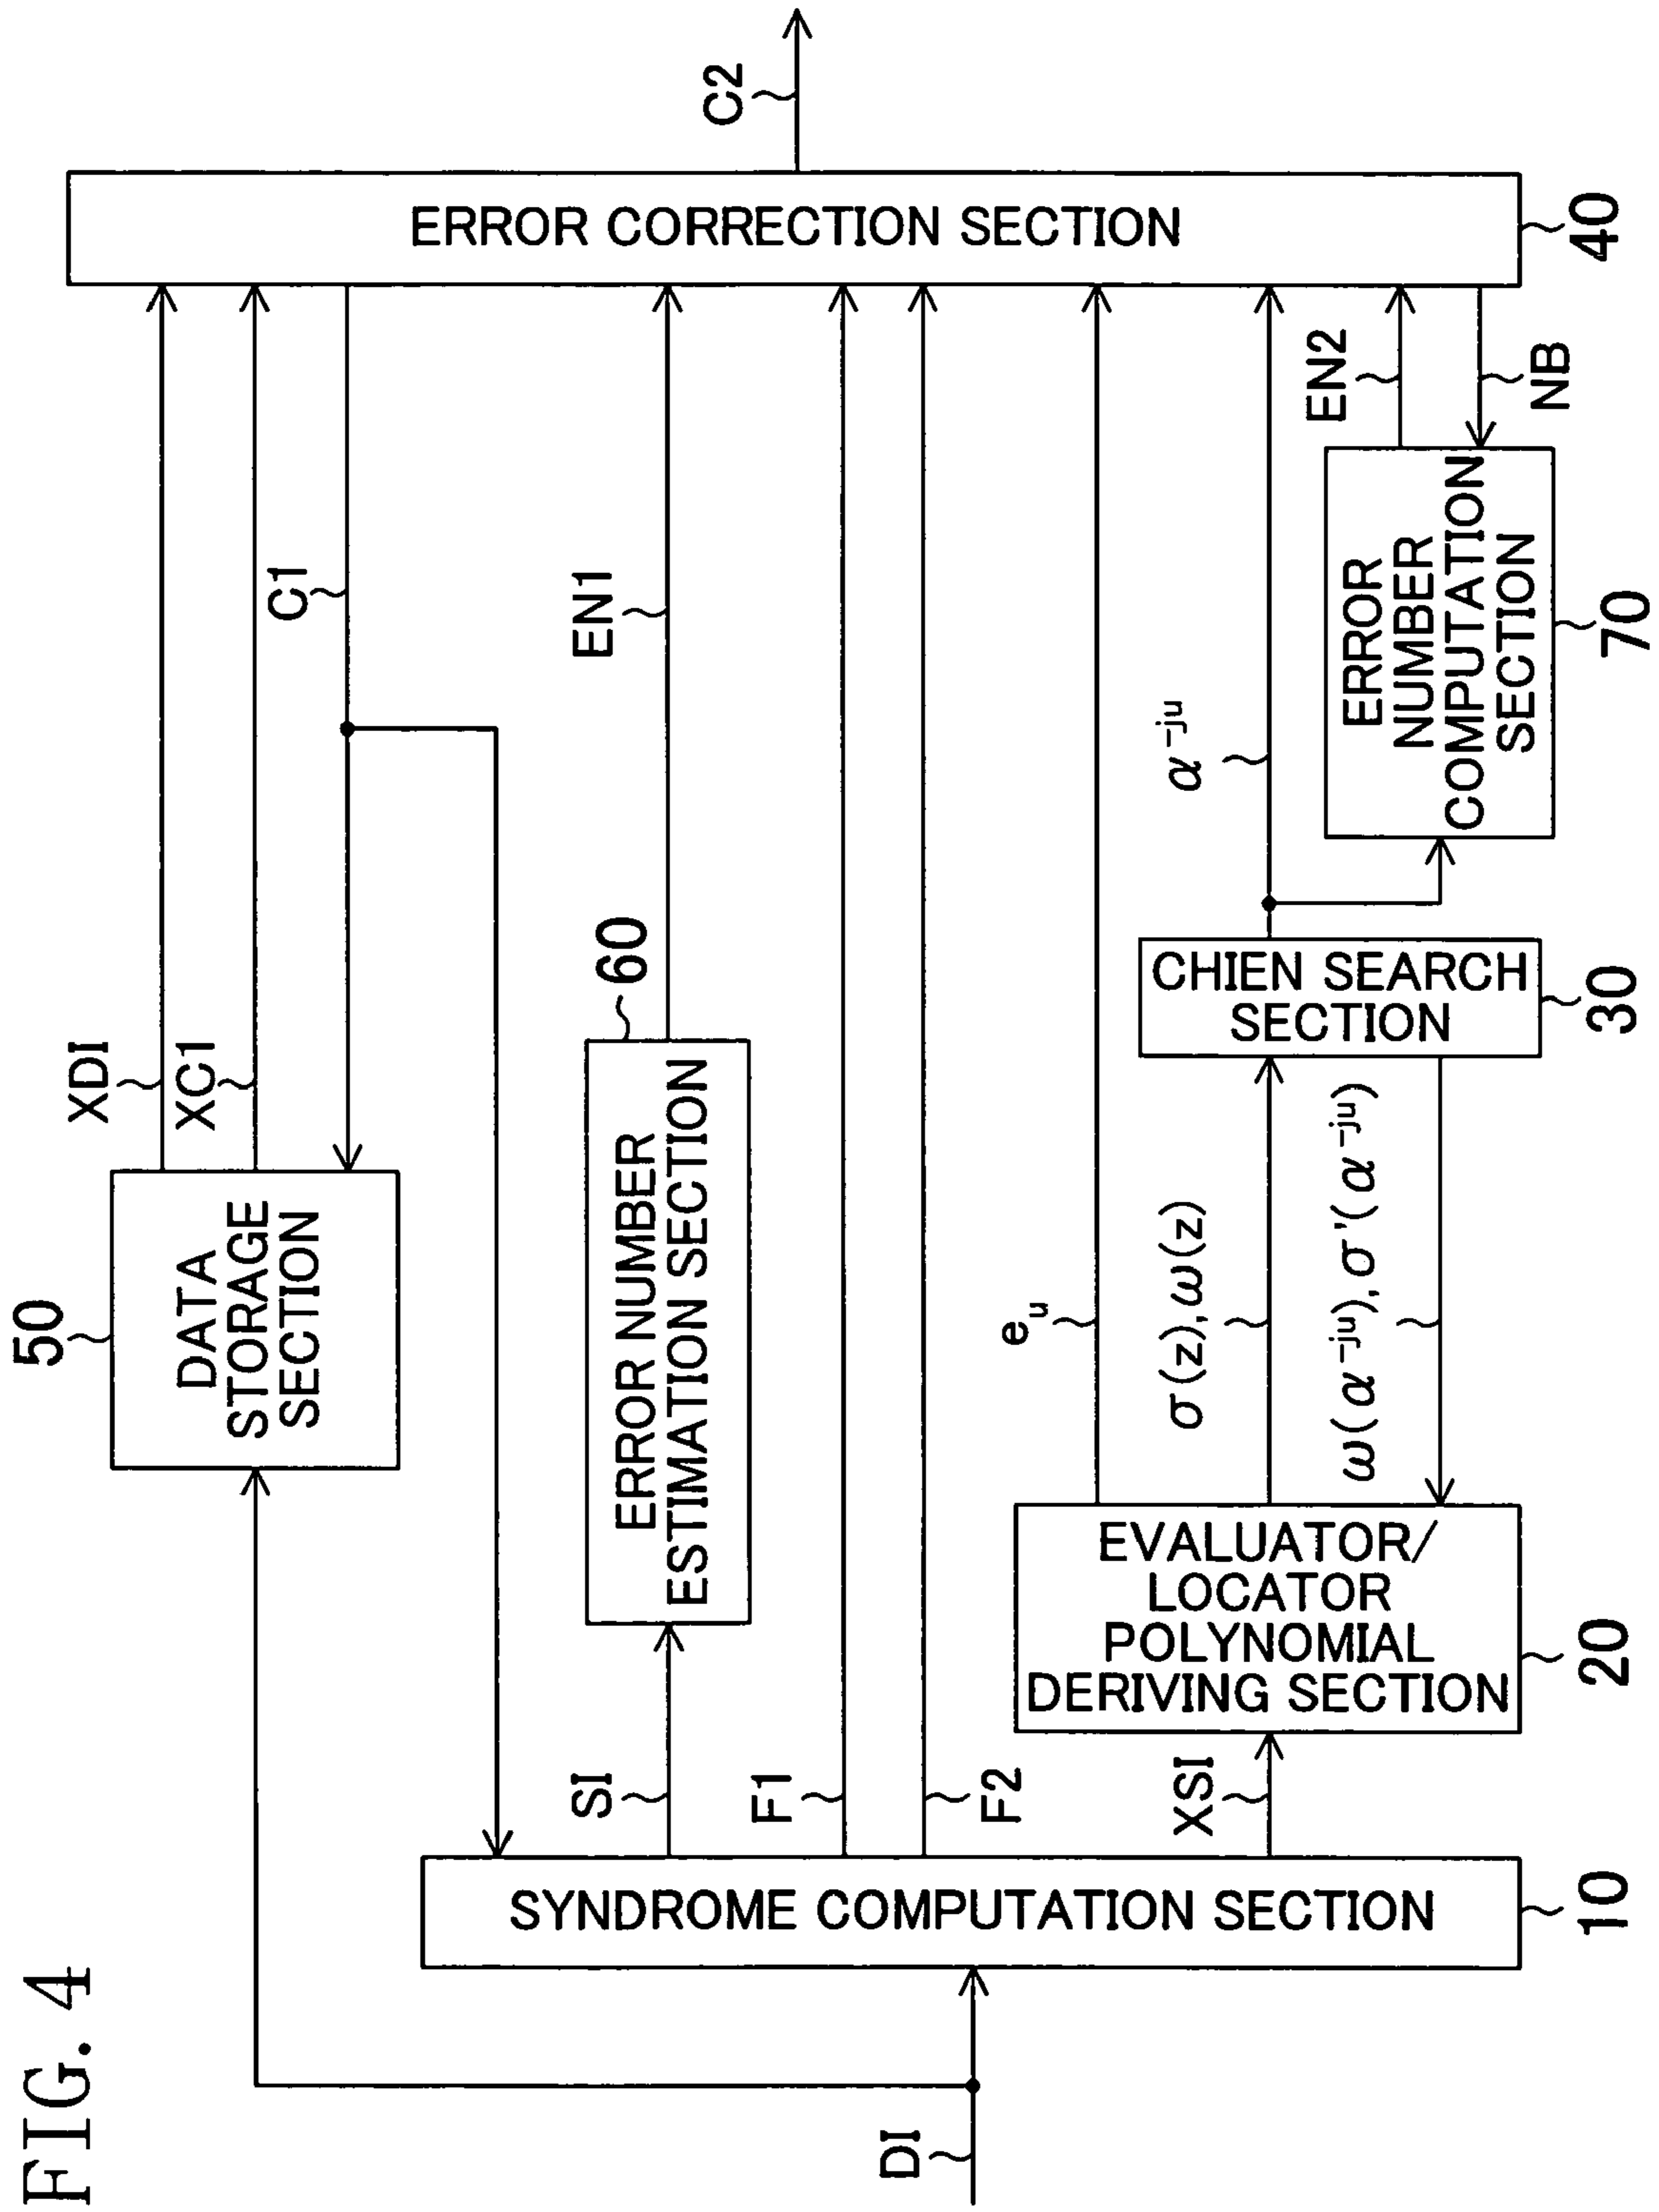 FIG. 4
50
DATA
STORAGE
SECTION
XDI
XC1
C1
60
ERROR NUMBER
ESTIMATION SECTION
SI
EN1
F1
F2
e_u
XSI
EVALUATOR/
LOCATOR
POLYNOMIAL
DERIVING SECTION
20
σ(z),ω(z)
ω(α^-ju),σ'(α^-ju)
CHIEN SEARCH
SECTION
30
α^-ju
ERROR
NUMBER
COMPUTATION
SECTION
70
EN2
NB
DI
SYNDROME COMPUTATION SECTION
10
ERROR CORRECTION SECTION
40
C2